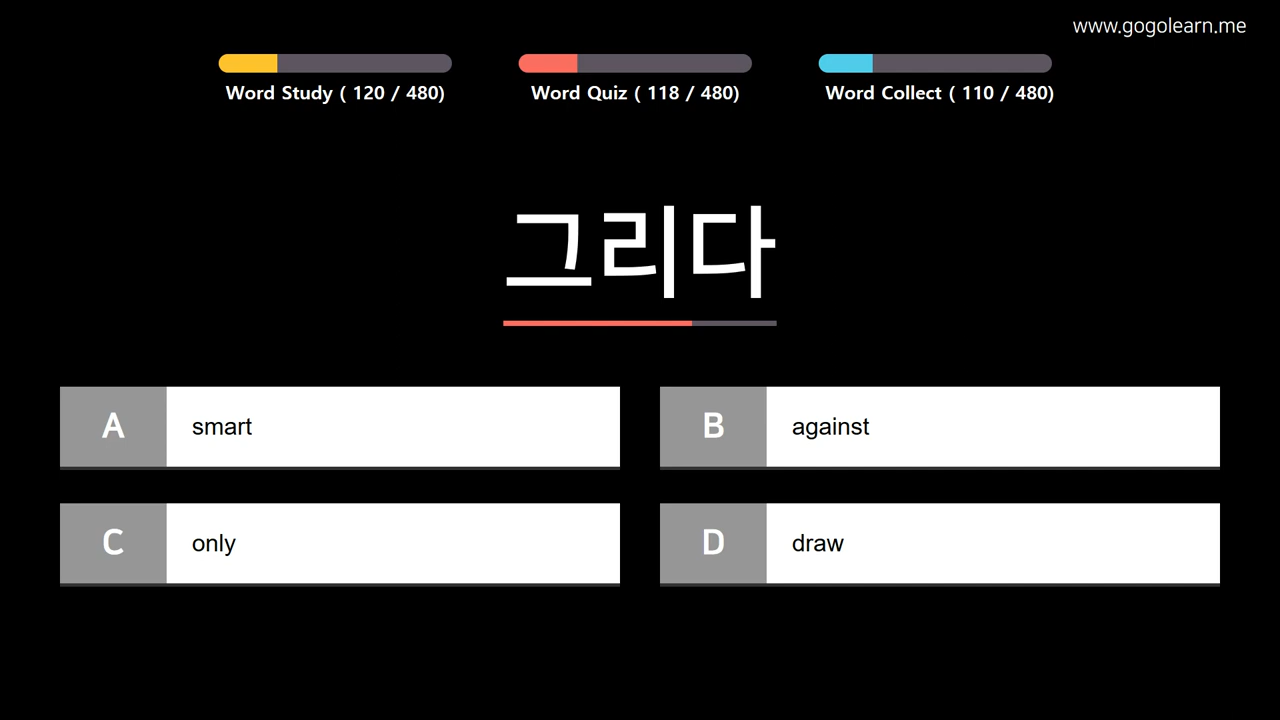 www.gogolearn.me
Word Study ( 120 / 480)
Word Quiz ( 118 / 480)
Word Collect ( 110 / 480)
그리다
A
smart
B
against
C
only
D
draw